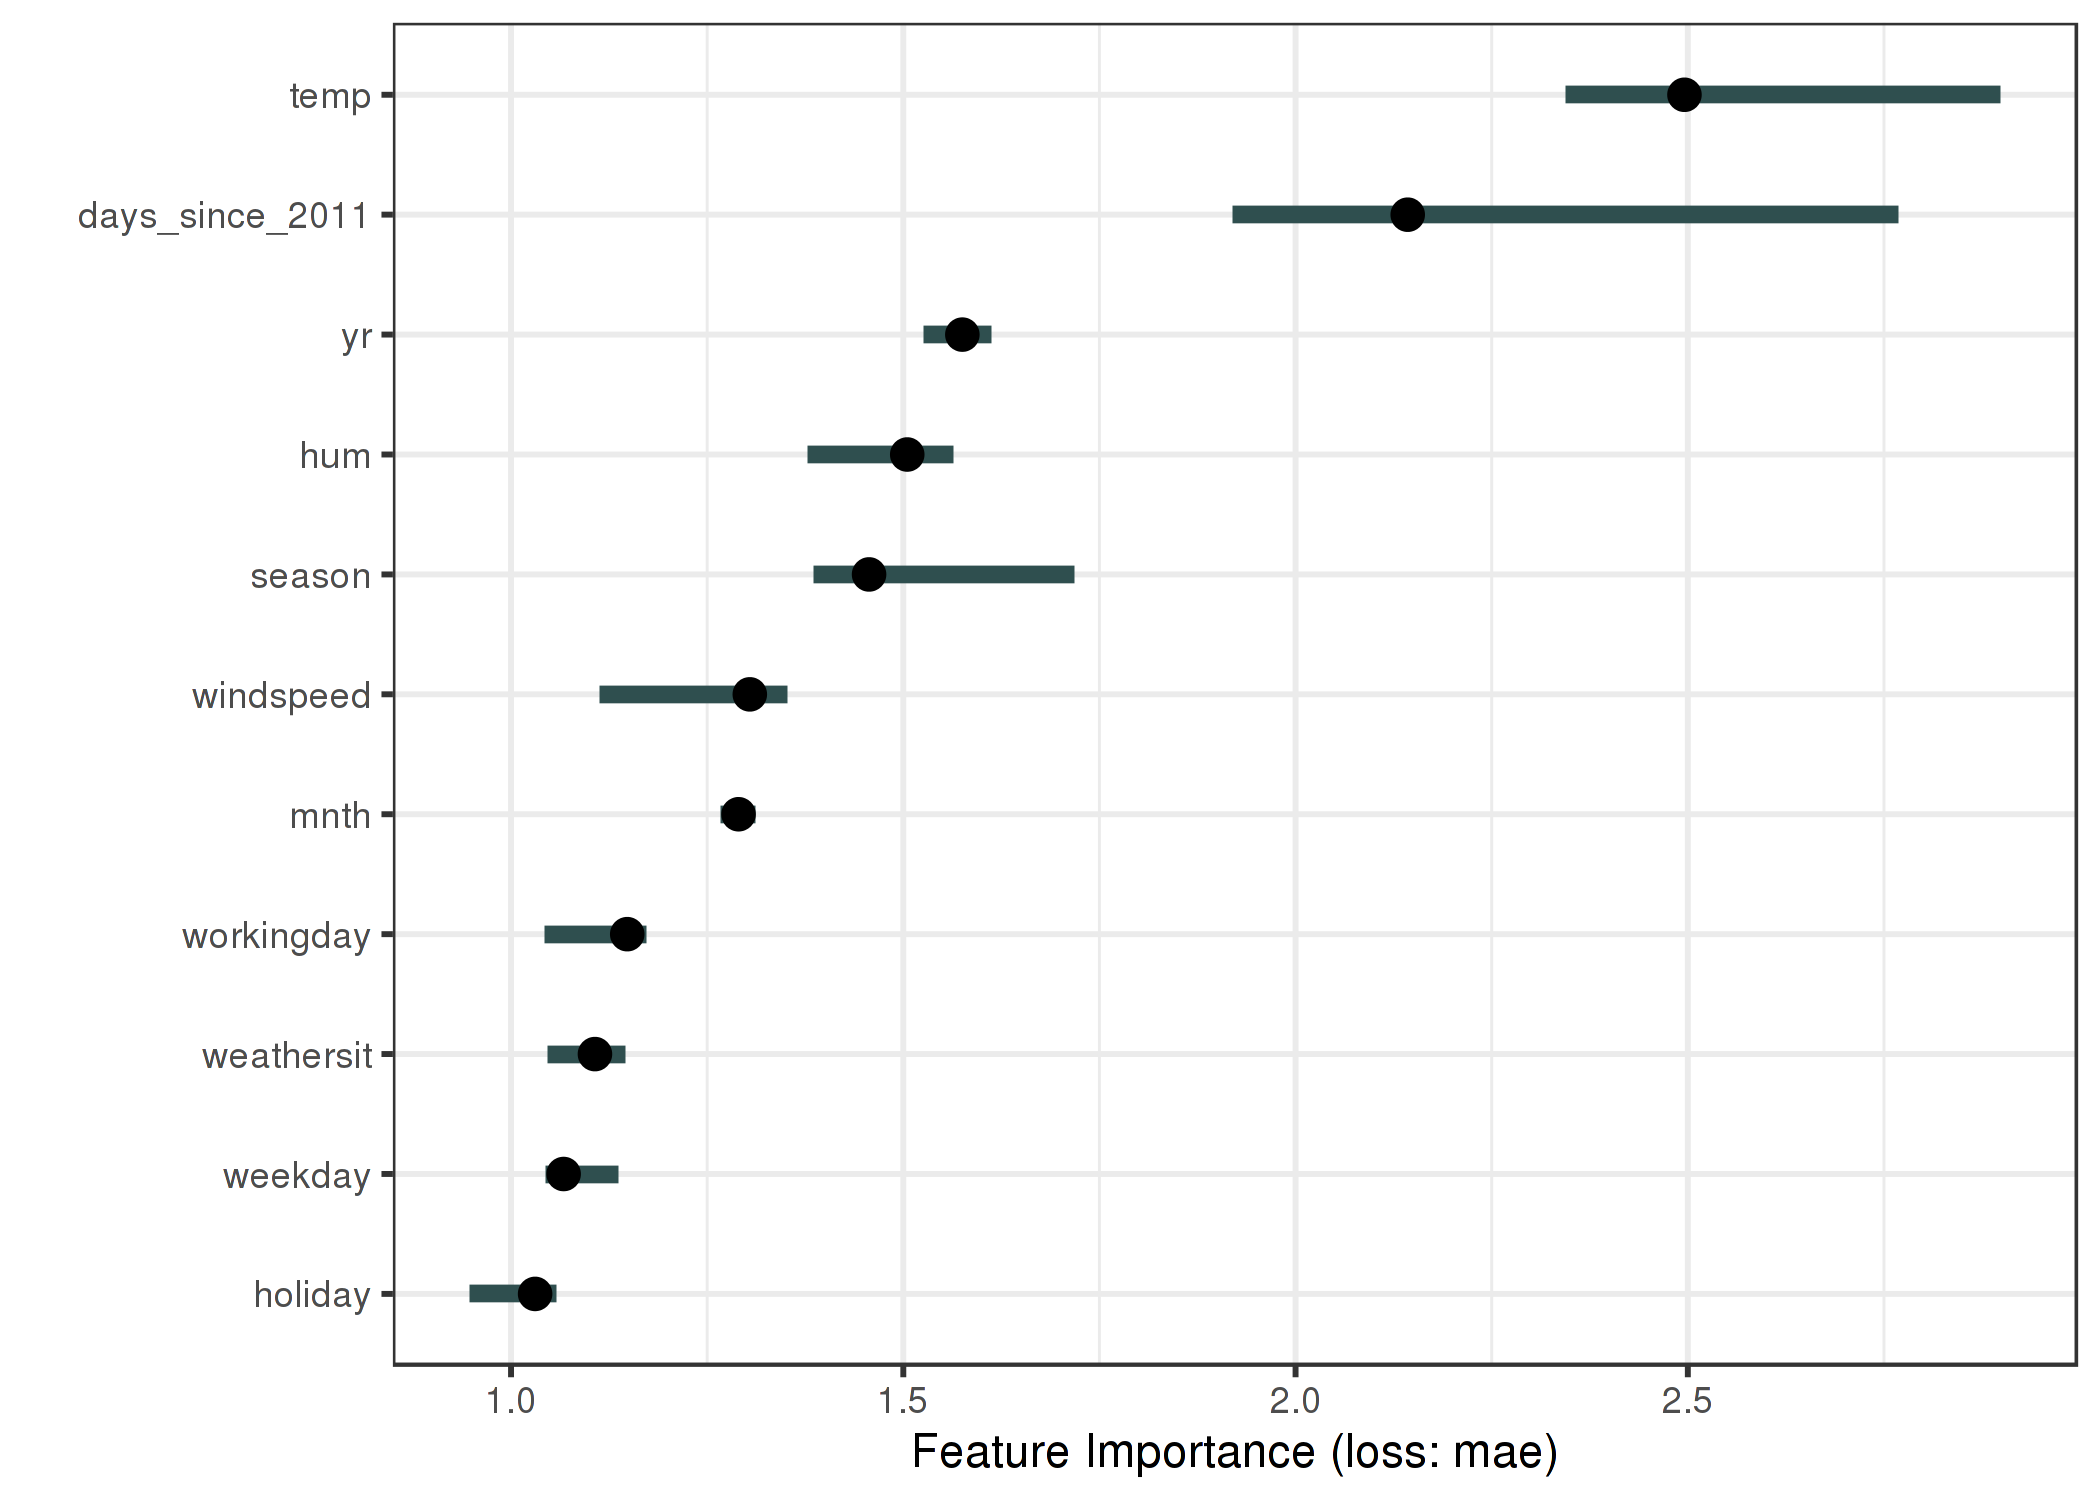 temp
days_since_2011
yr
hum
season
windspeed
mnth
workingday
weathersit
weekday
holiday
1.0 1.5 2.0 2.5
Feature Importance (loss: mae)